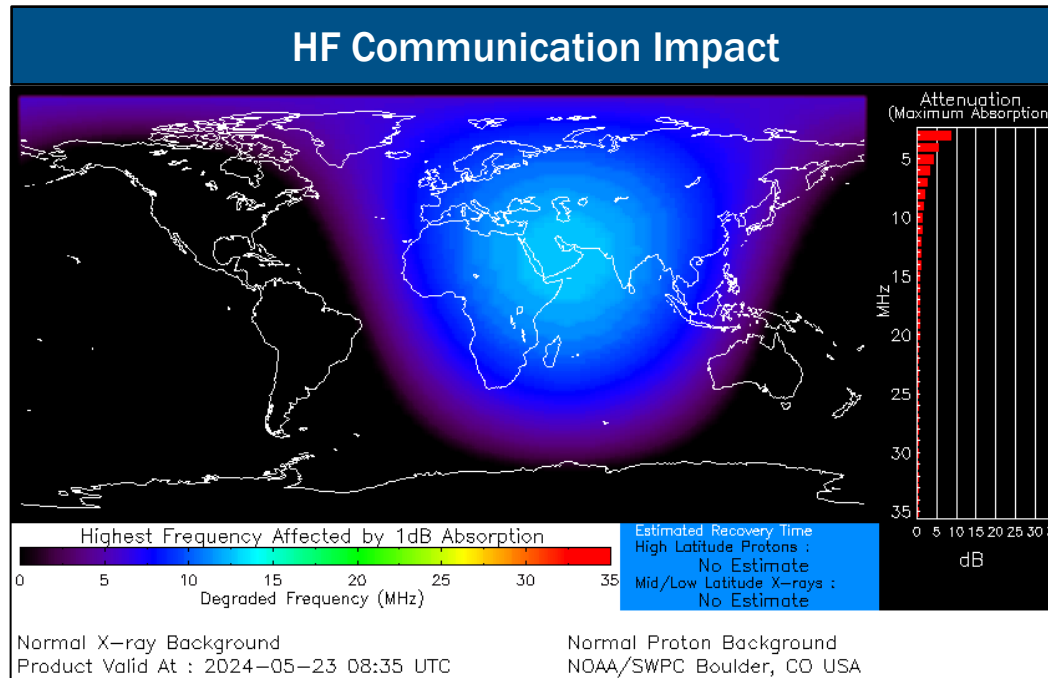 HF Communication Impact
Attenuation
(Maximum Absorption
5
10
15
20
25
30
35
MHz
0 5 10 15 20 25 30 3
dB
Highest Frequency Affected by 1dB Absorption
0 5 10 15 20 25 30 35
Degraded Frequency (MHz)
Estimated Recovery Time
High Latitude Protons :
No Estimate
Mid/Low Latitude X-rays :
No Estimate
Normal X-ray Background
Product Valid At : 2024-05-23 08:35 UTC
Normal Proton Background
NOAA/SWPC Boulder, CO USA